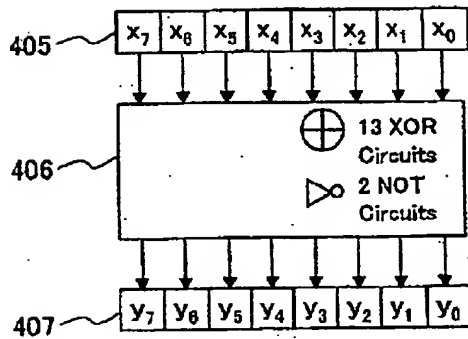 405
x₇ x₆ x₅ x₄ x₃ x₂ x₁ x₀
406
13 XOR
Circuits
2 NOT
Circuits
407
y₇ y₆ y₅ y₄ y₃ y₂ y₁ y₀